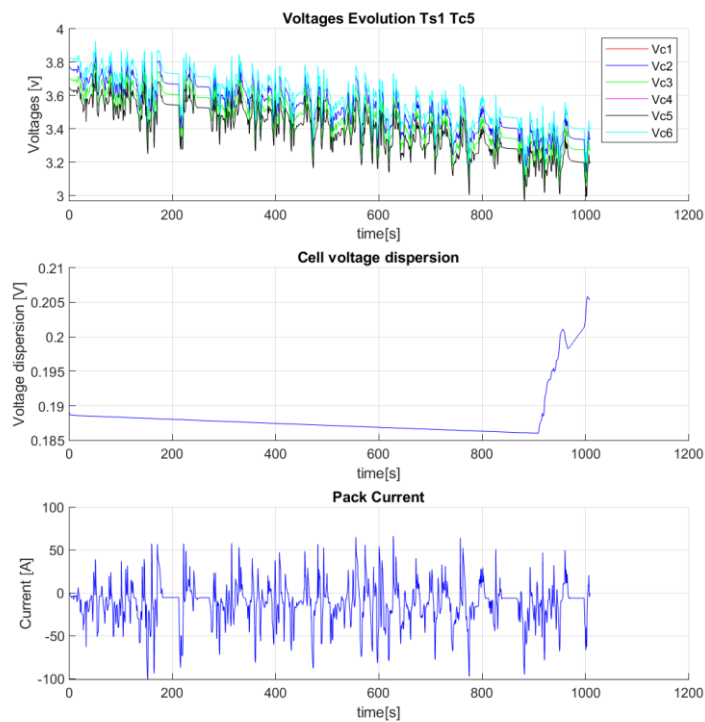 Voltages Evolution Ts1 Tc5
Voltages [v]
4
3.8
3.6
3.4
3.2
3
0 200 400 600 800 1000 1200
time[s]
Vc1
Vc2
Vc3
Vc4
Vc5
Vc6
Cell voltage dispersion
Voltage dispersion [V]
0.21
0.205
0.2
0.195
0.19
0.185
0 200 400 600 800 1000 1200
time[s]
Pack Current
Current [A]
100
50
0
-50
-100
0 200 400 600 800 1000 1200
time[s]